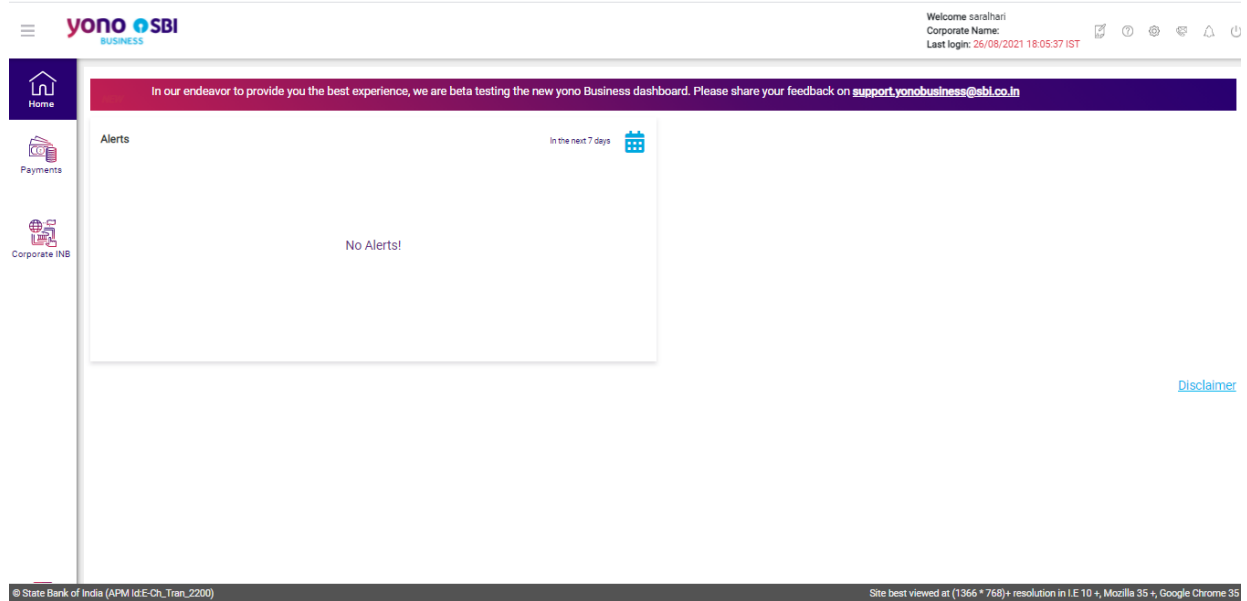 yono SBI
BUSINESS
Welcome saralhari
Corporate Name:
Last login: 26/08/2021 18:05:37 IST
Home
In our endeavor to provide you the best experience, we are beta testing the new yono Business dashboard. Please share your feedback on support.yonobusiness@sbi.co.in
Payments
Corporate INB
Alerts
In the next 7 days
No Alerts!
Disclaimer
© State Bank of India (APM Id:E-Ch_Tran_2200)
Site best viewed at (1366 * 768)+ resolution in I.E 10 +, Mozilla 35 +, Google Chrome 35